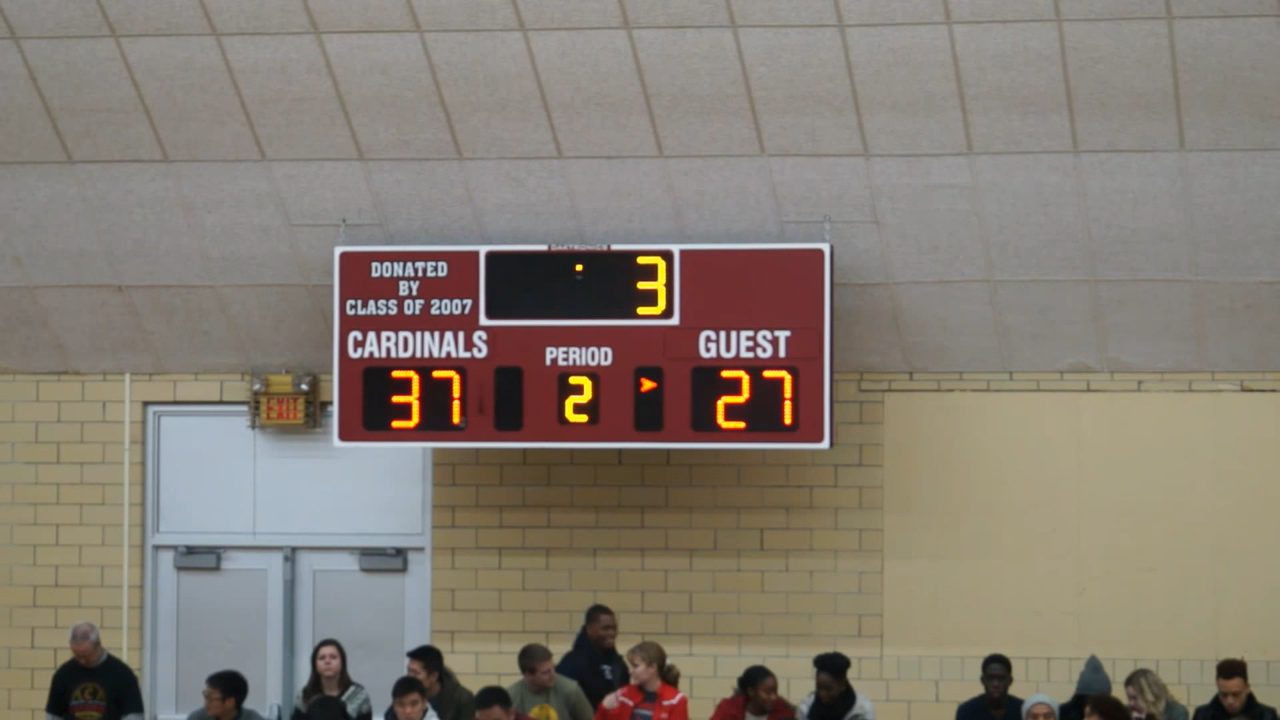 DONATED
BY
CLASS OF 2007
: 3
CARDINALS
PERIOD
GUEST
37
2
27
EXIT